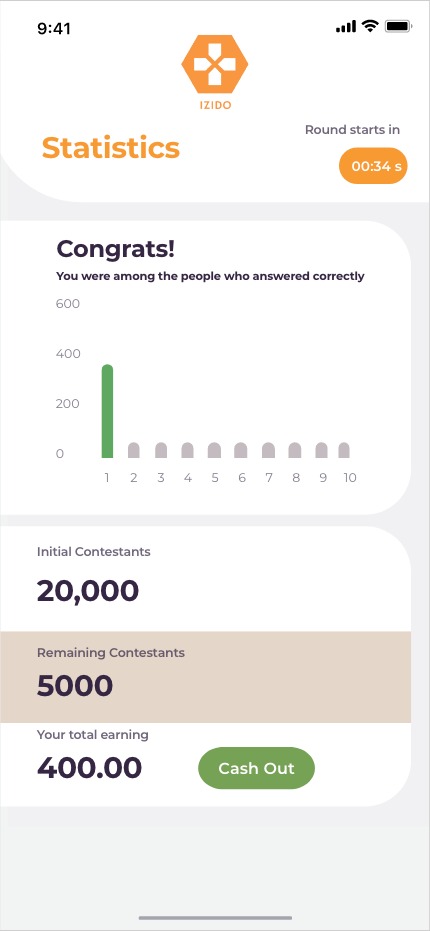 9:41
IZIDO
Round starts in
Statistics
00:34 s
Congrats!
You were among the people who answered correctly
600
400
200
0
1 2 3 4 5 6 7 8 9 10
Initial Contestants
20,000
Remaining Contestants
5000
Your total earning
400.00
Cash Out